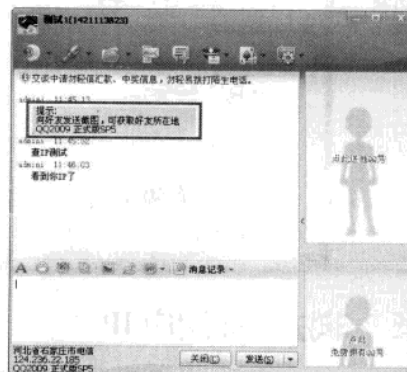 测试1(1421113823)
交谈中请勿轻信汇款、中奖信息，勿轻易拨打陌生电话。
admini 11:45:13
提示:
向好友发送截图，可获取好友所在地
QQ2009 正式版SP5
admini 11:45:02
查IP测试
admini 11:46:03
看到你IP了
消息记录
河北省石家庄市电信
124.236.22.185
QQ2009 正式版SP5
关闭(C) 发送(S)
点此